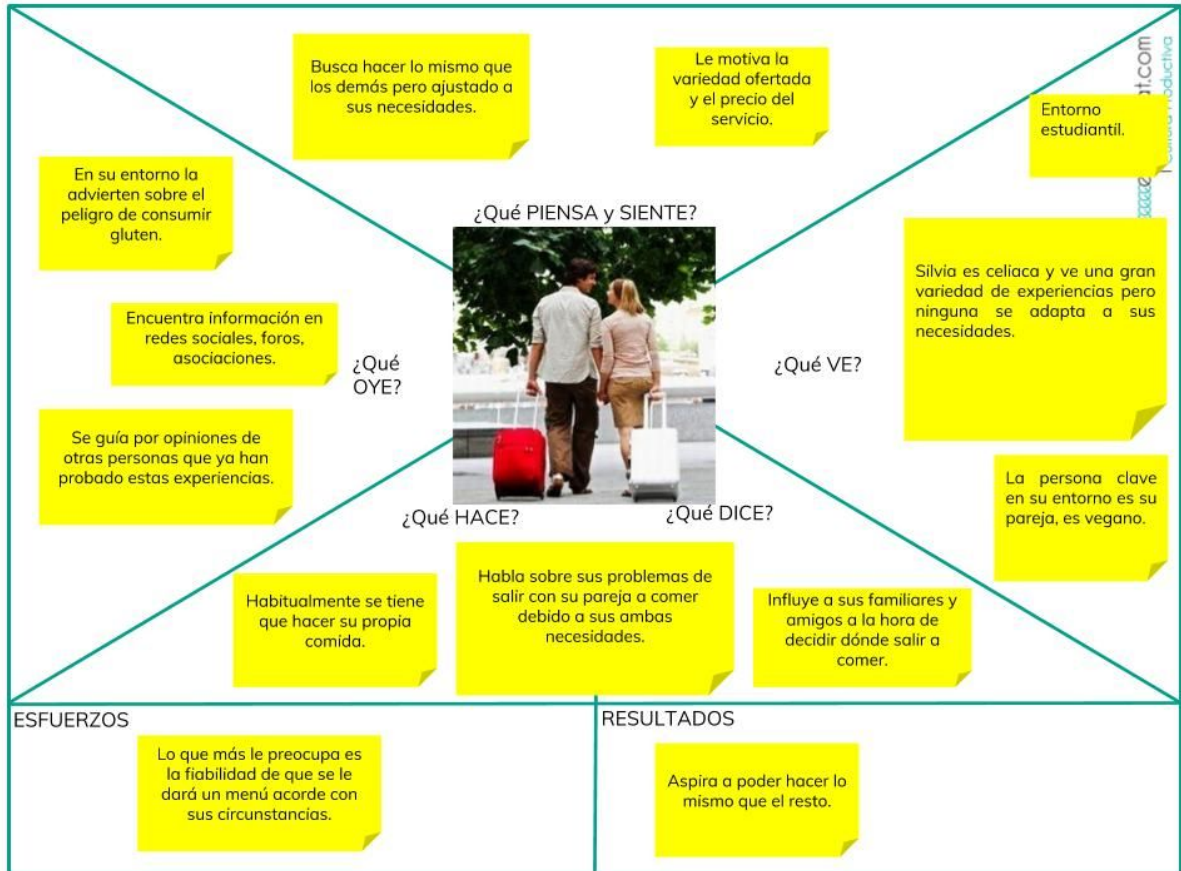 Busca hacer lo mismo que
los demás pero ajustado a
sus necesidades.
Le motiva la
variedad ofertada
y el precio del
servicio.
at.com
Entorno
estudiantil.
En su entorno la
advierten sobre el
peligro de consumir
gluten.
¿Qué PIENSA y SIENTE?
Silvia es celiaca y ve una gran
variedad de experiencias pero
ninguna se adapta a sus
necesidades.
Encuentra información en
redes sociales, foros,
asociaciones.
¿Qué
OYE?
¿Qué VE?
Se guía por opiniones de
otras personas que ya han
probado estas experiencias.
La persona clave
en su entorno es su
pareja, es vegano.
¿Qué HACE?
¿Qué DICE?
Habitualmente se tiene
que hacer su propia
comida.
Habla sobre sus problemas de
salir con su pareja a comer
debido a sus ambas
necesidades.
Influye a sus familiares y
amigos a la hora de
decidir dónde salir a
comer.
ESFUERZOS
Lo que más le preocupa es
la fiabilidad de que se le
dará un menú acorde con
sus circunstancias.
RESULTADOS
Aspira a poder hacer lo
mismo que el resto.